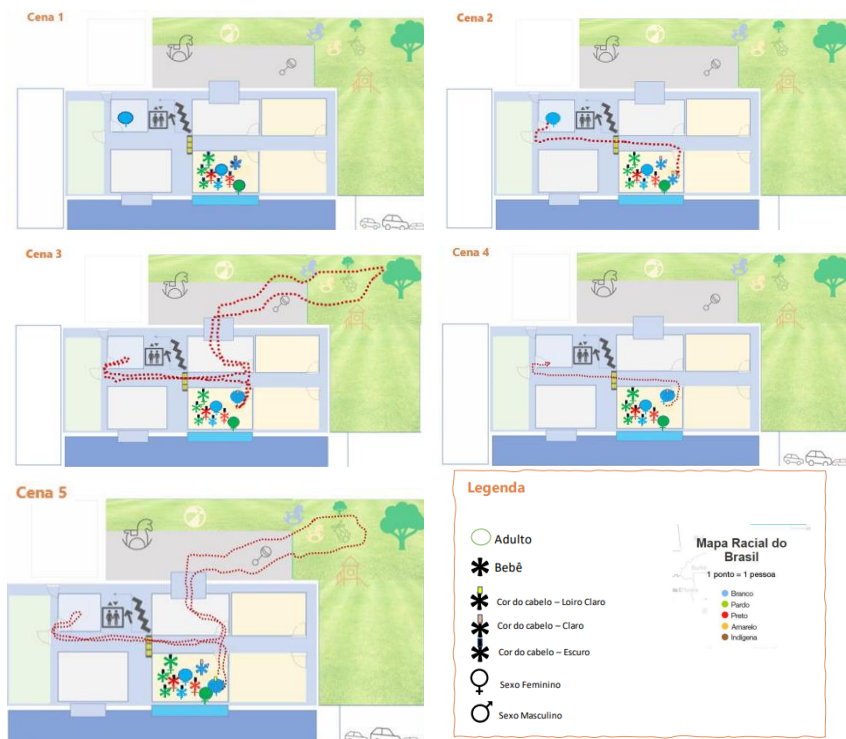 Cena 1
Cena 2
Cena 3
Cena 4
Cena 5
Legenda
Adulto
Bebê
Cor do cabelo – Loiro Claro
Cor do cabelo – Claro
Cor do cabelo – Escuro
Sexo Feminino
Sexo Masculino
Mapa Racial do
Brasil
1 ponto = 1 pessoa
Branco
Pardo
Preto
Amarelo
Indígena